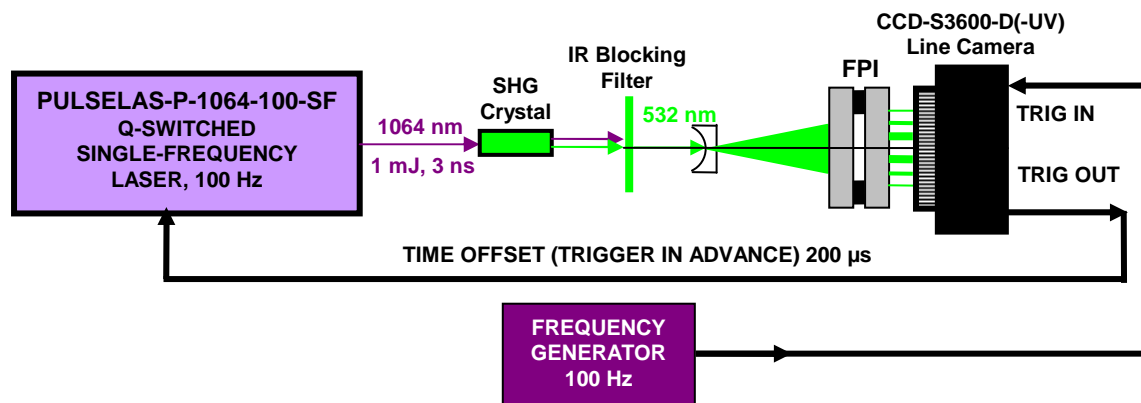 PULSELAS-P-1064-100-SF
Q-SWITCHED
SINGLE-FREQUENCY
LASER, 100 Hz
1064 nm
1 mJ, 3 ns
SHG
Crystal
IR Blocking
Filter
532 nm
FPI
CCD-S3600-D(-UV)
Line Camera
TRIG IN
TRIG OUT
TIME OFFSET (TRIGGER IN ADVANCE) 200 µs
FREQUENCY
GENERATOR
100 Hz